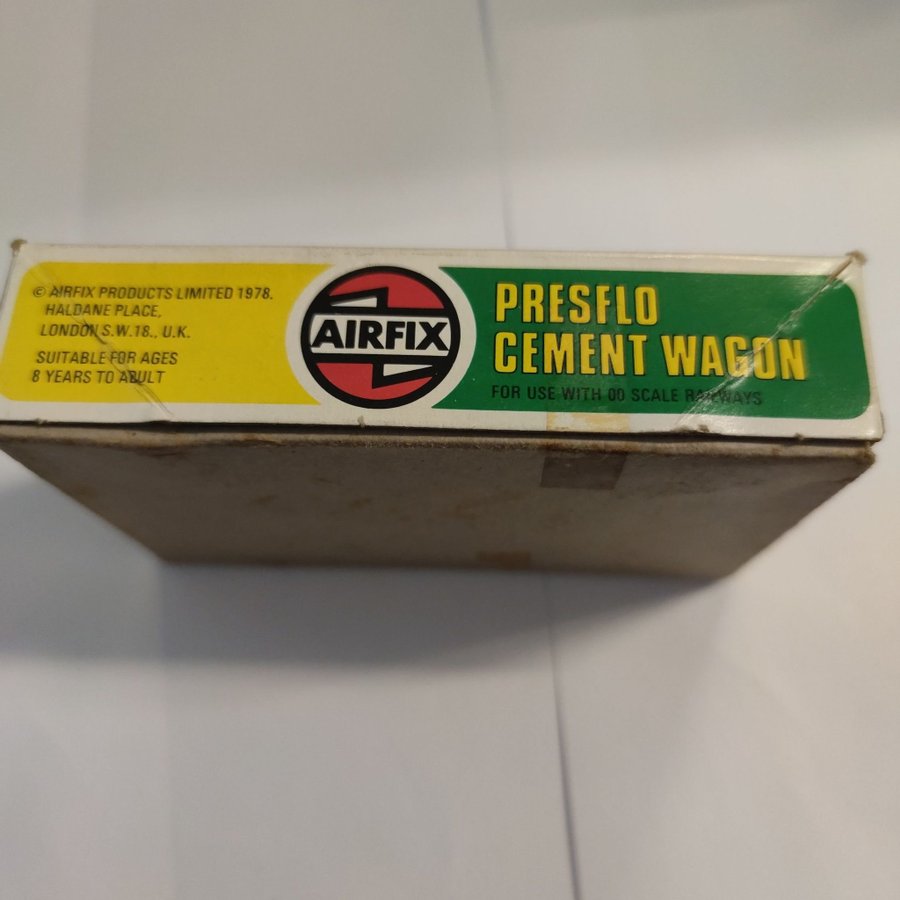 © AIRFIX PRODUCTS LIMITED 1978.
HALDANE PLACE,
LONDON S.W.18., U.K.
SUITABLE FOR AGES
8 YEARS TO ADULT
AIRFIX
PRESFLO
CEMENT WAGON
FOR USE WITH 00 SCALE RAILWAYS